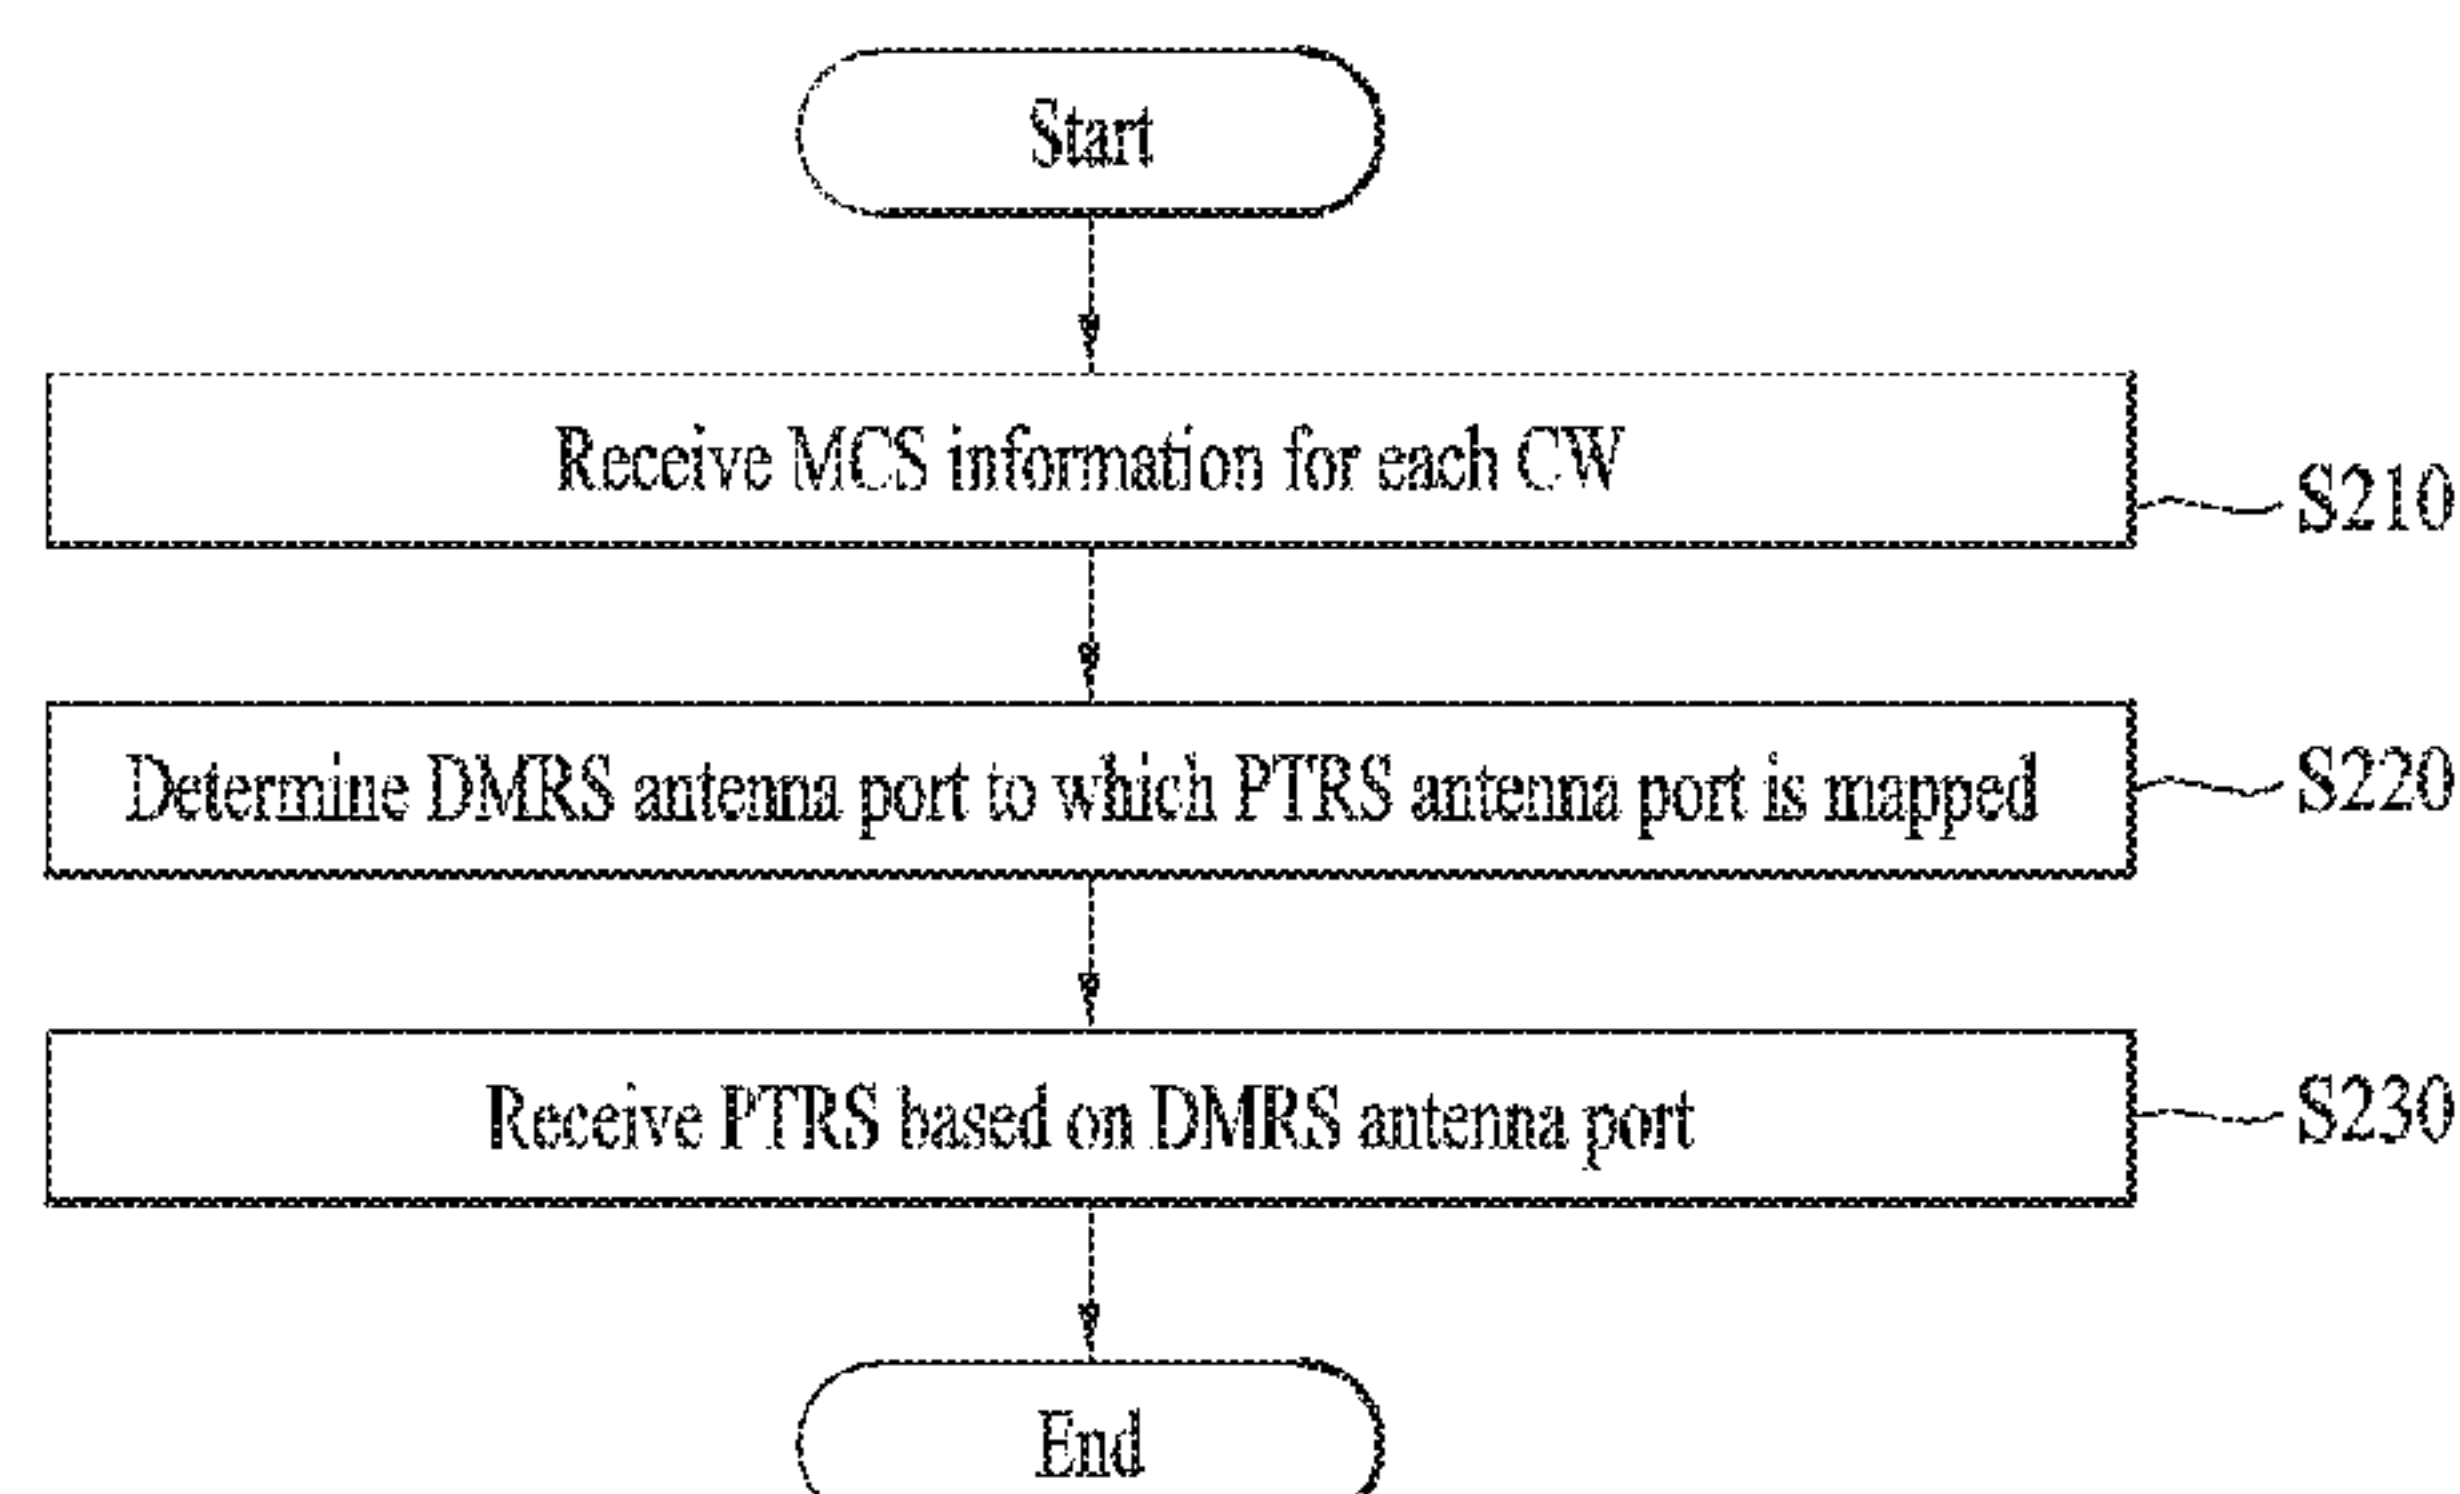 Start
Receive MCS information for each CW
S210
Determine DMRS antenna port to which PTRS antenna port is mapped
S220
Receive PTRS based on DMRS antenna port
S230
End